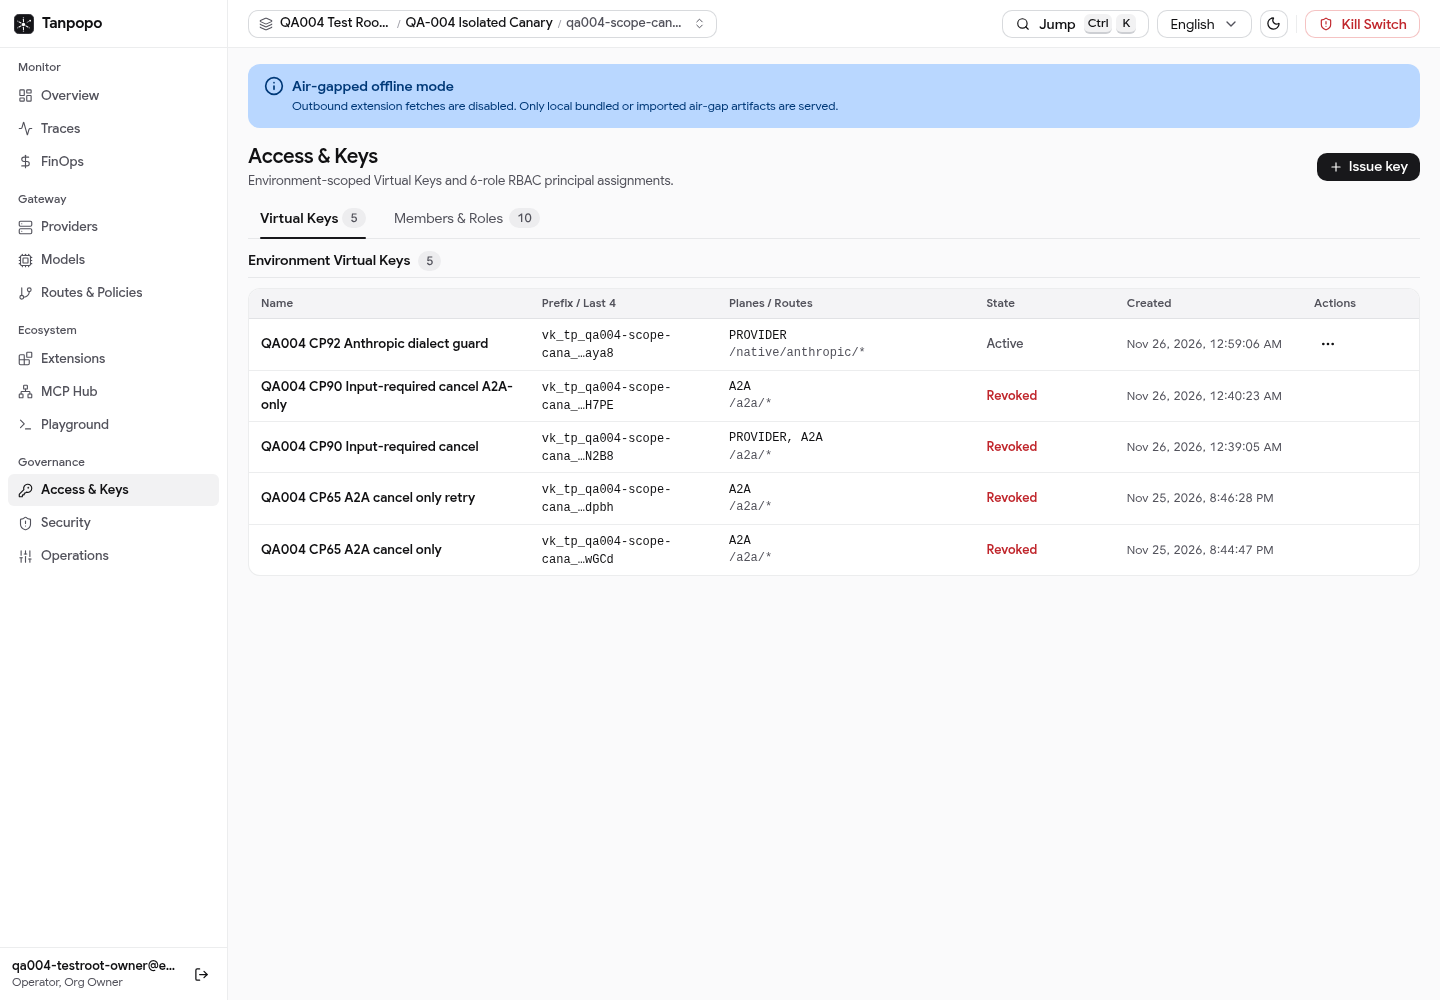 Tanpopo
QA004 Test Roo... / QA-004 Isolated Canary / qa004-scope-can...
Jump Ctrl K
English
Kill Switch
Monitor
Overview
Traces
FinOps
Gateway
Providers
Models
Routes & Policies
Ecosystem
Extensions
MCP Hub
Playground
Governance
Access & Keys
Security
Operations
qa004-testroot-owner@e...
Operator, Org Owner
Air-gapped offline mode
Outbound extension fetches are disabled. Only local bundled or imported air-gap artifacts are served.
Access & Keys
Environment-scoped Virtual Keys and 6-role RBAC principal assignments.
Issue key
Virtual Keys 5 Members & Roles 10
Environment Virtual Keys 5
Name Prefix / Last 4 Planes / Routes State Created Actions
QA004 CP92 Anthropic dialect guard
vk_tp_qa004-scope-
cana_…aya8
PROVIDER
/native/anthropic/*
Active
Nov 26, 2026, 12:59:06 AM
QA004 CP90 Input-required cancel A2A-
only
vk_tp_qa004-scope-
cana_…H7PE
A2A
/a2a/*
Revoked
Nov 26, 2026, 12:40:23 AM
QA004 CP90 Input-required cancel
vk_tp_qa004-scope-
cana_…N2B8
PROVIDER, A2A
/a2a/*
Revoked
Nov 26, 2026, 12:39:05 AM
QA004 CP65 A2A cancel only retry
vk_tp_qa004-scope-
cana_…dpbh
A2A
/a2a/*
Revoked
Nov 25, 2026, 8:46:28 PM
QA004 CP65 A2A cancel only
vk_tp_qa004-scope-
cana_…wGCd
A2A
/a2a/*
Revoked
Nov 25, 2026, 8:44:47 PM